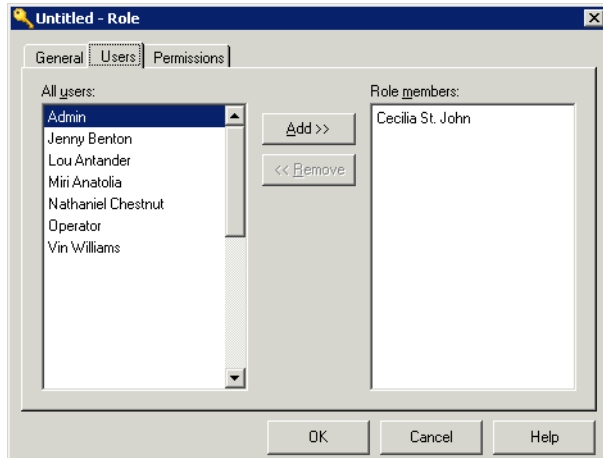 Untitled - Role
General Users Permissions
All users:
Admin
Jenny Benton
Lou Antander
Miri Anatolia
Nathaniel Chestnut
Operator
Vin Williams
Add >>
<< Remove
Role members:
Cecilia St. John
OK Cancel Help